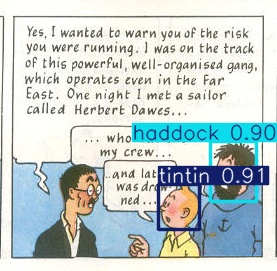 Yes, I wanted to warn you of the risk
you were running. I was on the track
of this powerful, well-organised gang,
which operates even in the Far
East. One night I met a sailor
called Herbert Dawes...
... who
my crew...
haddock 0.90
...and lat
was dro
ned...
tintin 0.91